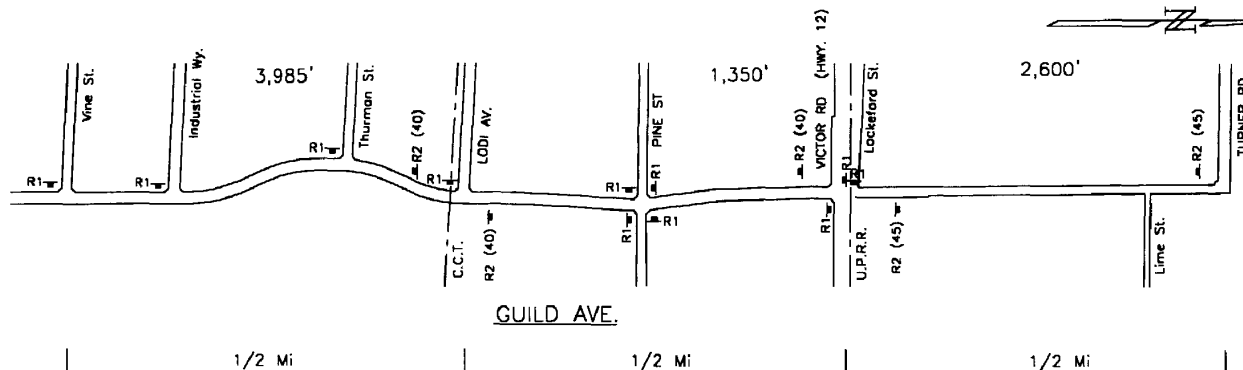 N
3,985'
1,350'
2,600'
Vine St.
Industrial Wy.
Thurman St.
R2 (40)
LODI AV.
PINE ST
R2 (40)
VICTOR RD (HWY. 12)
Lockeford St.
R2 (45)
TURNER RD
R1
R1
R1
R1
R1
R1
R1
R1
R1
R1
R1
C.C.T.
R2 (40)
U.P.R.R.
R2 (45)
Lime St.
GUILD AVE.
1/2 Mi
1/2 Mi
1/2 Mi